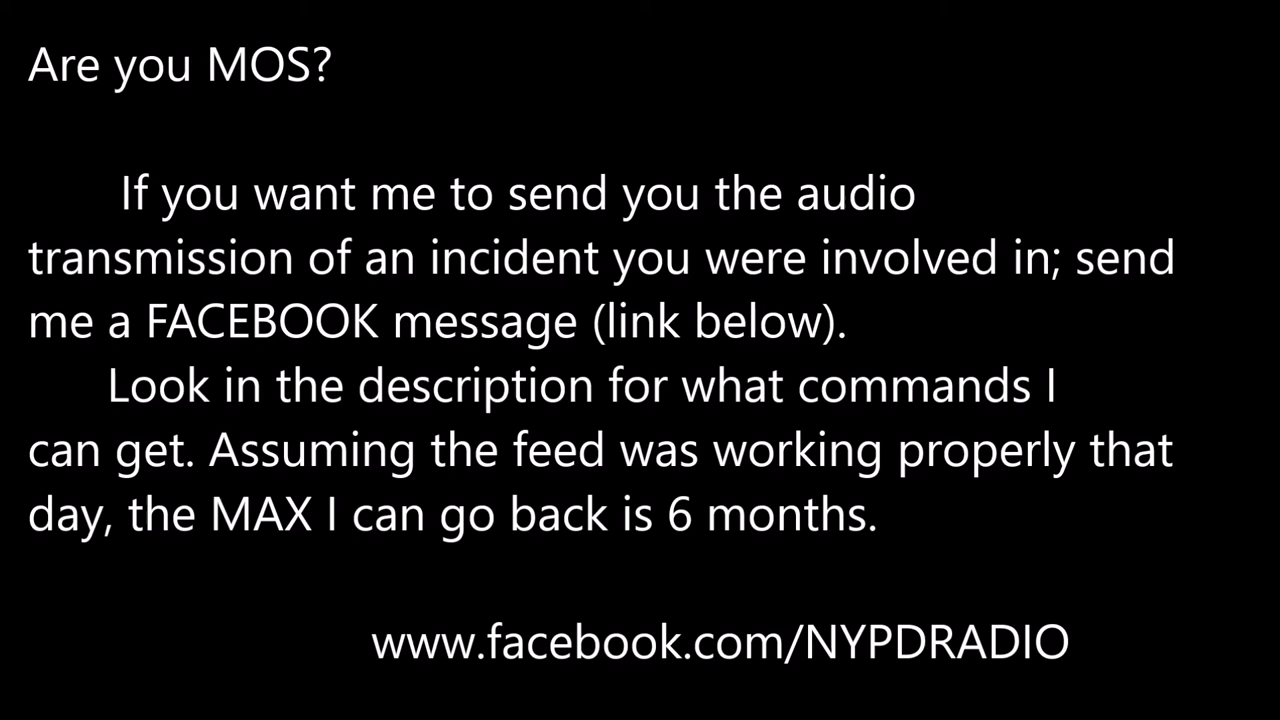 Are you MOS?
If you want me to send you the audio
transmission of an incident you were involved in; send
me a FACEBOOK message (link below).
Look in the description for what commands I
can get. Assuming the feed was working properly that
day, the MAX I can go back is 6 months.
www.facebook.com/NYPDRADIO